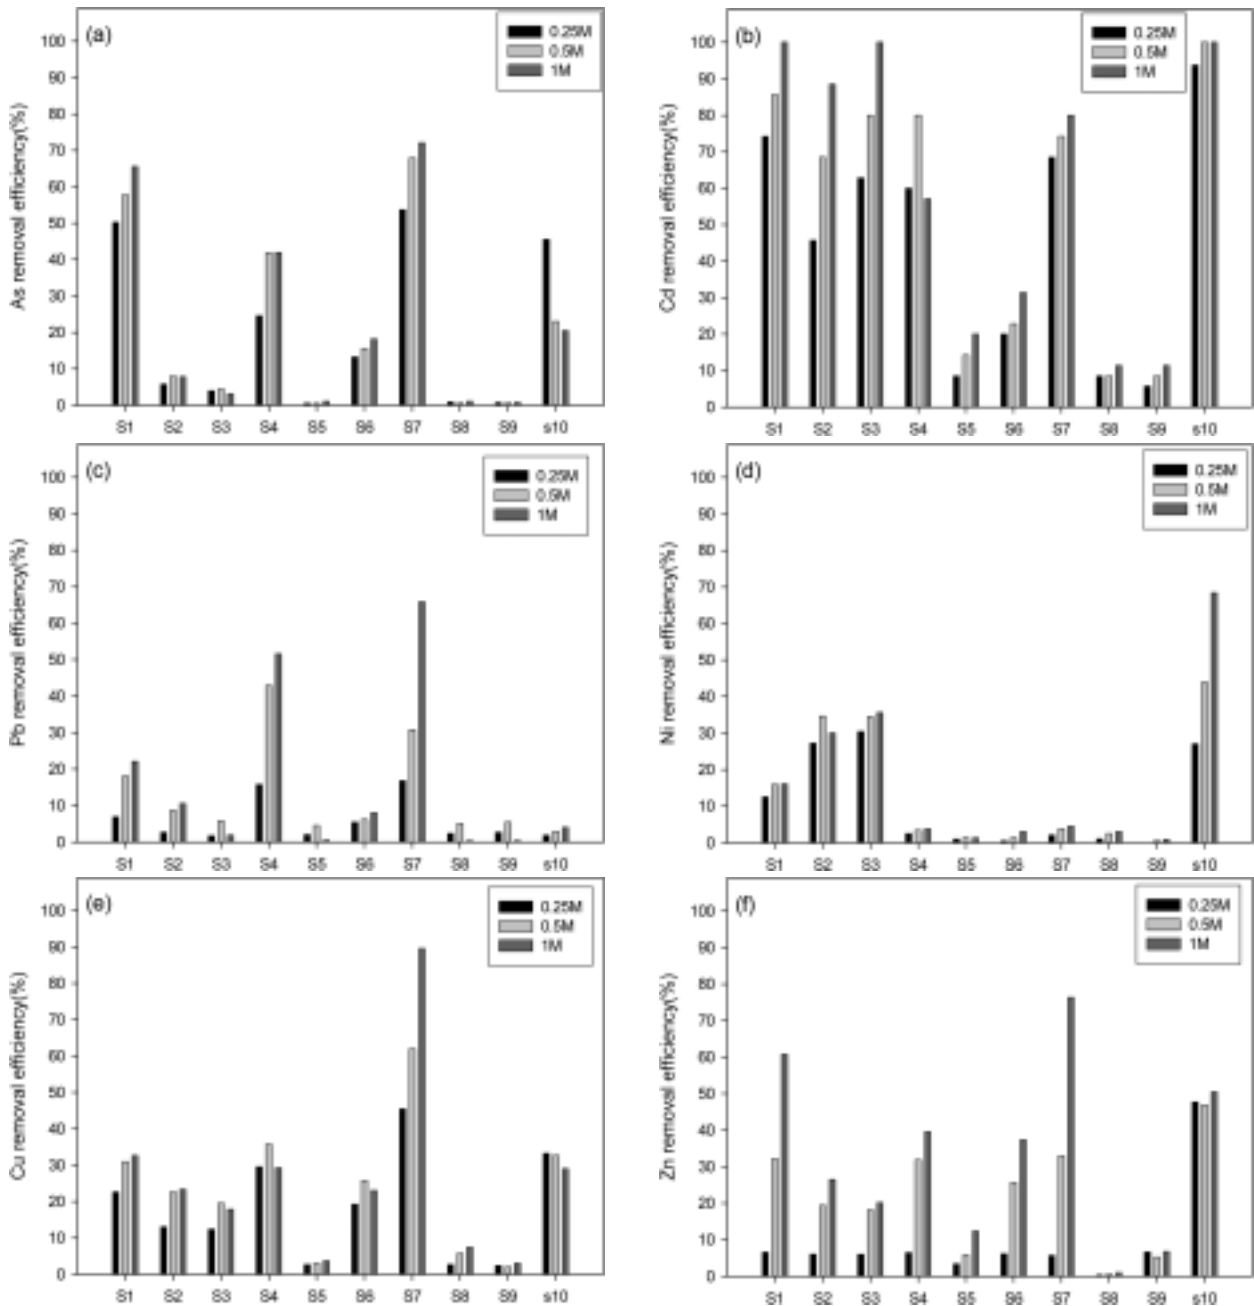 (a)
0.25M
0.5M
1M
100
90
80
70
60
50
40
30
20
10
0
As removal efficiency(%)
S1 S2 S3 S4 S5 S6 S7 S8 S9 s10
(b)
0.25M
0.5M
1M
100
90
80
70
60
50
40
30
20
10
0
Cd removal efficiency(%)
S1 S2 S3 S4 S5 S6 S7 S8 S9 s10
(c)
0.25M
0.5M
1M
100
90
80
70
60
50
40
30
20
10
0
Pb removal efficiency(%)
S1 S2 S3 S4 S5 S6 S7 S8 S9 s10
(d)
0.25M
0.5M
1M
100
90
80
70
60
50
40
30
20
10
0
Ni removal efficiency(%)
S1 S2 S3 S4 S5 S6 S7 S8 S9 s10
(e)
0.25M
0.5M
1M
100
90
80
70
60
50
40
30
20
10
0
Cu removal efficiency(%)
S1 S2 S3 S4 S5 S6 S7 S8 S9 s10
(f)
0.25M
0.5M
1M
100
90
80
70
60
50
40
30
20
10
0
Zn removal efficiency(%)
S1 S2 S3 S4 S5 S6 S7 S8 S9 s10